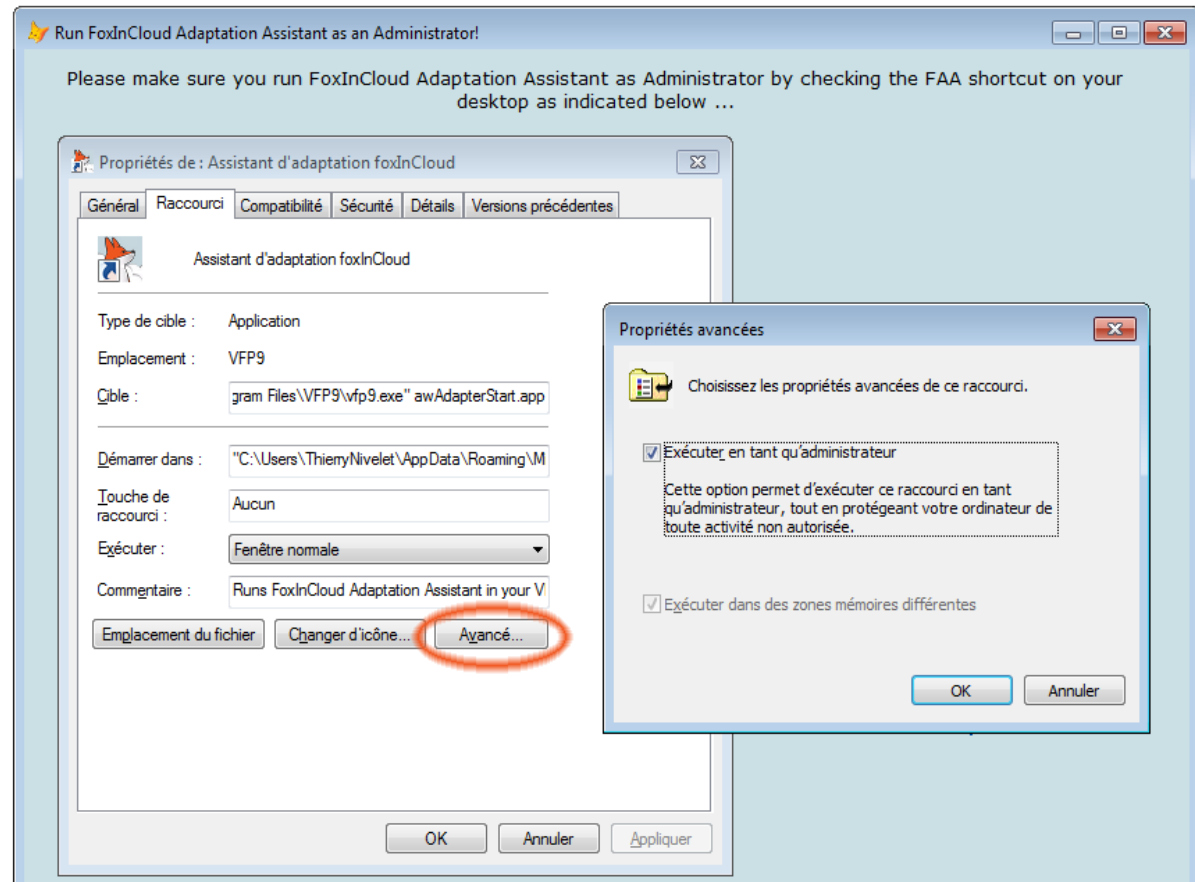 Run FoxInCloud Adaptation Assistant as an Administrator!
Please make sure you run FoxInCloud Adaptation Assistant as Administrator by checking the FAA shortcut on your
desktop as indicated below ...
Propriétés de : Assistant d'adaptation foxInCloud
Général Raccourci Compatibilité Sécurité Détails Versions précédentes
Assistant d'adaptation foxInCloud
Type de cible : Application
Emplacement : VFP9
Cible : gram Files\VFP9\vfp9.exe" awAdapterStart.app
Démarrer dans : "C:\Users\ThierryNivelet\AppData\Roaming\M
Touche de
raccourci : Aucun
Exécuter : Fenêtre normale
Commentaire : Runs FoxInCloud Adaptation Assistant in your V
Emplacement du fichier Changer d'icône... Avancé...
OK Annuler Appliquer
Propriétés avancées
Choisissez les propriétés avancées de ce raccourci.
Exécuter en tant qu'administrateur
Cette option permet d'exécuter ce raccourci en tant
qu'administrateur, tout en protégeant votre ordinateur de
toute activité non autorisée.
Exécuter dans des zones mémoires différentes
OK Annuler